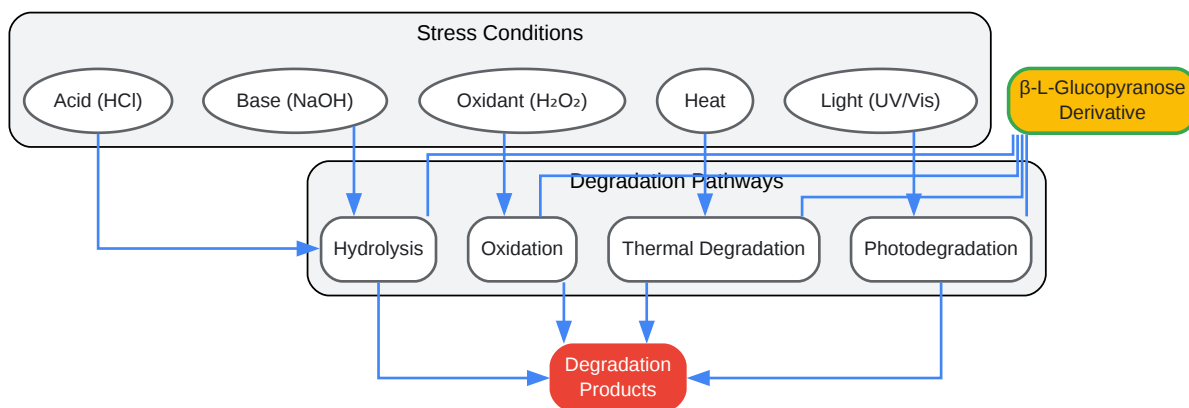 Stress Conditions
Acid (HCl)
Base (NaOH)
Oxidant (H₂O₂)
Heat
Light (UV/Vis)
β-L-Glucopyranose
Derivative
Degradation Pathways
Hydrolysis
Oxidation
Thermal Degradation
Photodegradation
Degradation
Products